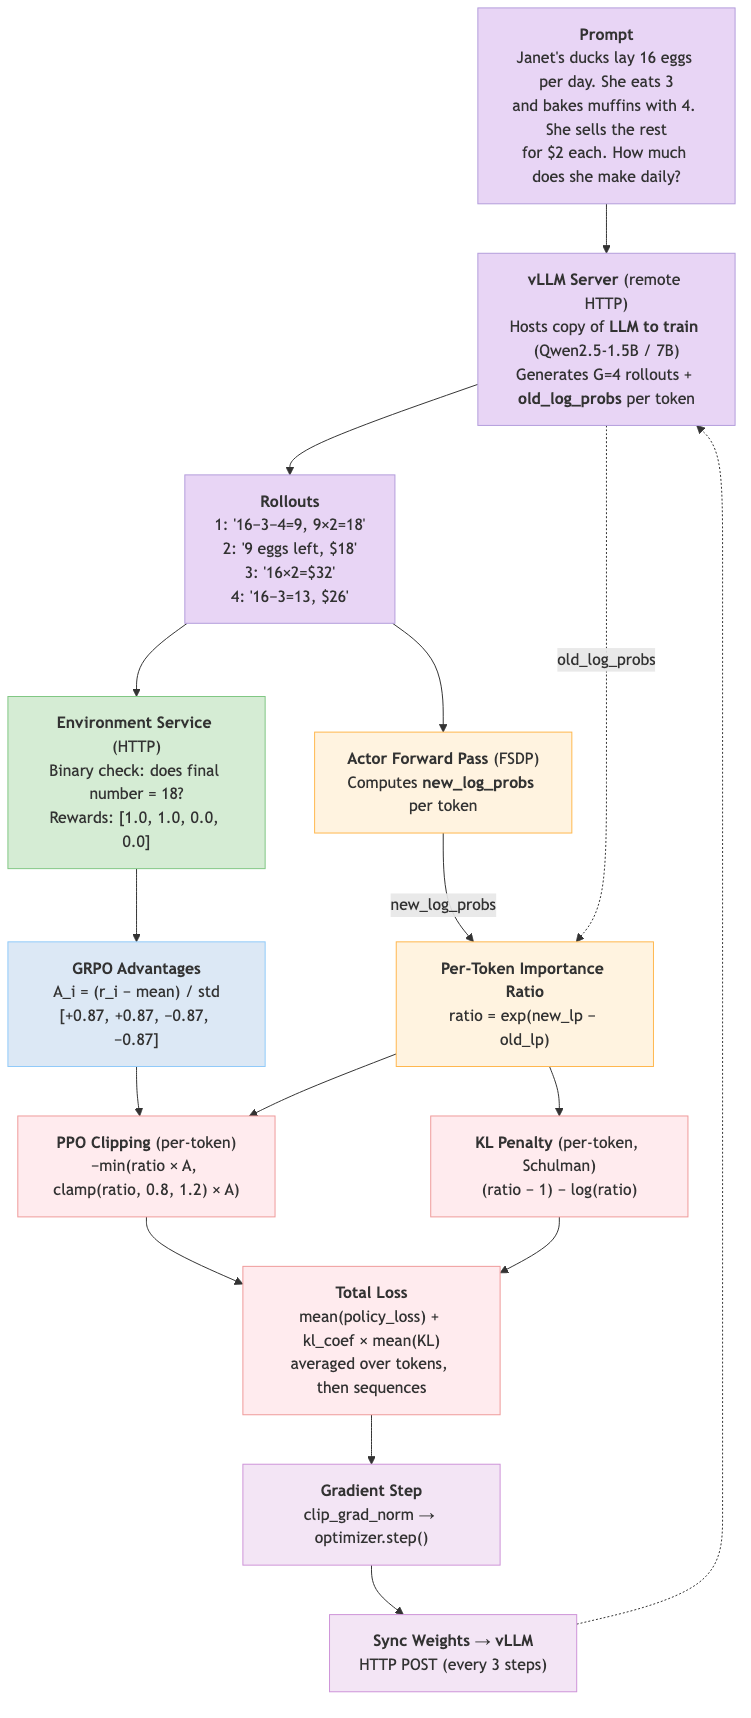 Prompt
Janet's ducks lay 16 eggs
per day. She eats 3
and bakes muffins with 4.
She sells the rest
for $2 each. How much
does she make daily?
vLLM Server (remote
HTTP)
Hosts copy of LLM to train
(Qwen2.5-1.5B / 7B)
Generates G=4 rollouts +
old_log_probs per token
Rollouts
1: '16−3−4=9, 9×2=18'
2: '9 eggs left, $18'
3: '16×2=$32'
4: '16−3=13, $26'
old_log_probs
Environment Service
(HTTP)
Binary check: does final
number = 18?
Rewards: [1.0, 1.0, 0.0,
0.0]
Actor Forward Pass (FSDP)
Computes new_log_probs
per token
new_log_probs
GRPO Advantages
A_i = (r_i − mean) / std
[+0.87, +0.87, −0.87,
−0.87]
Per-Token Importance
Ratio
ratio = exp(new_lp −
old_lp)
PPO Clipping (per-token)
−min(ratio × A,
clamp(ratio, 0.8, 1.2) × A)
KL Penalty (per-token,
Schulman)
(ratio − 1) − log(ratio)
Total Loss
mean(policy_loss) +
kl_coef × mean(KL)
averaged over tokens,
then sequences
Gradient Step
clip_grad_norm →
optimizer.step()
Sync Weights → vLLM
HTTP POST (every 3 steps)